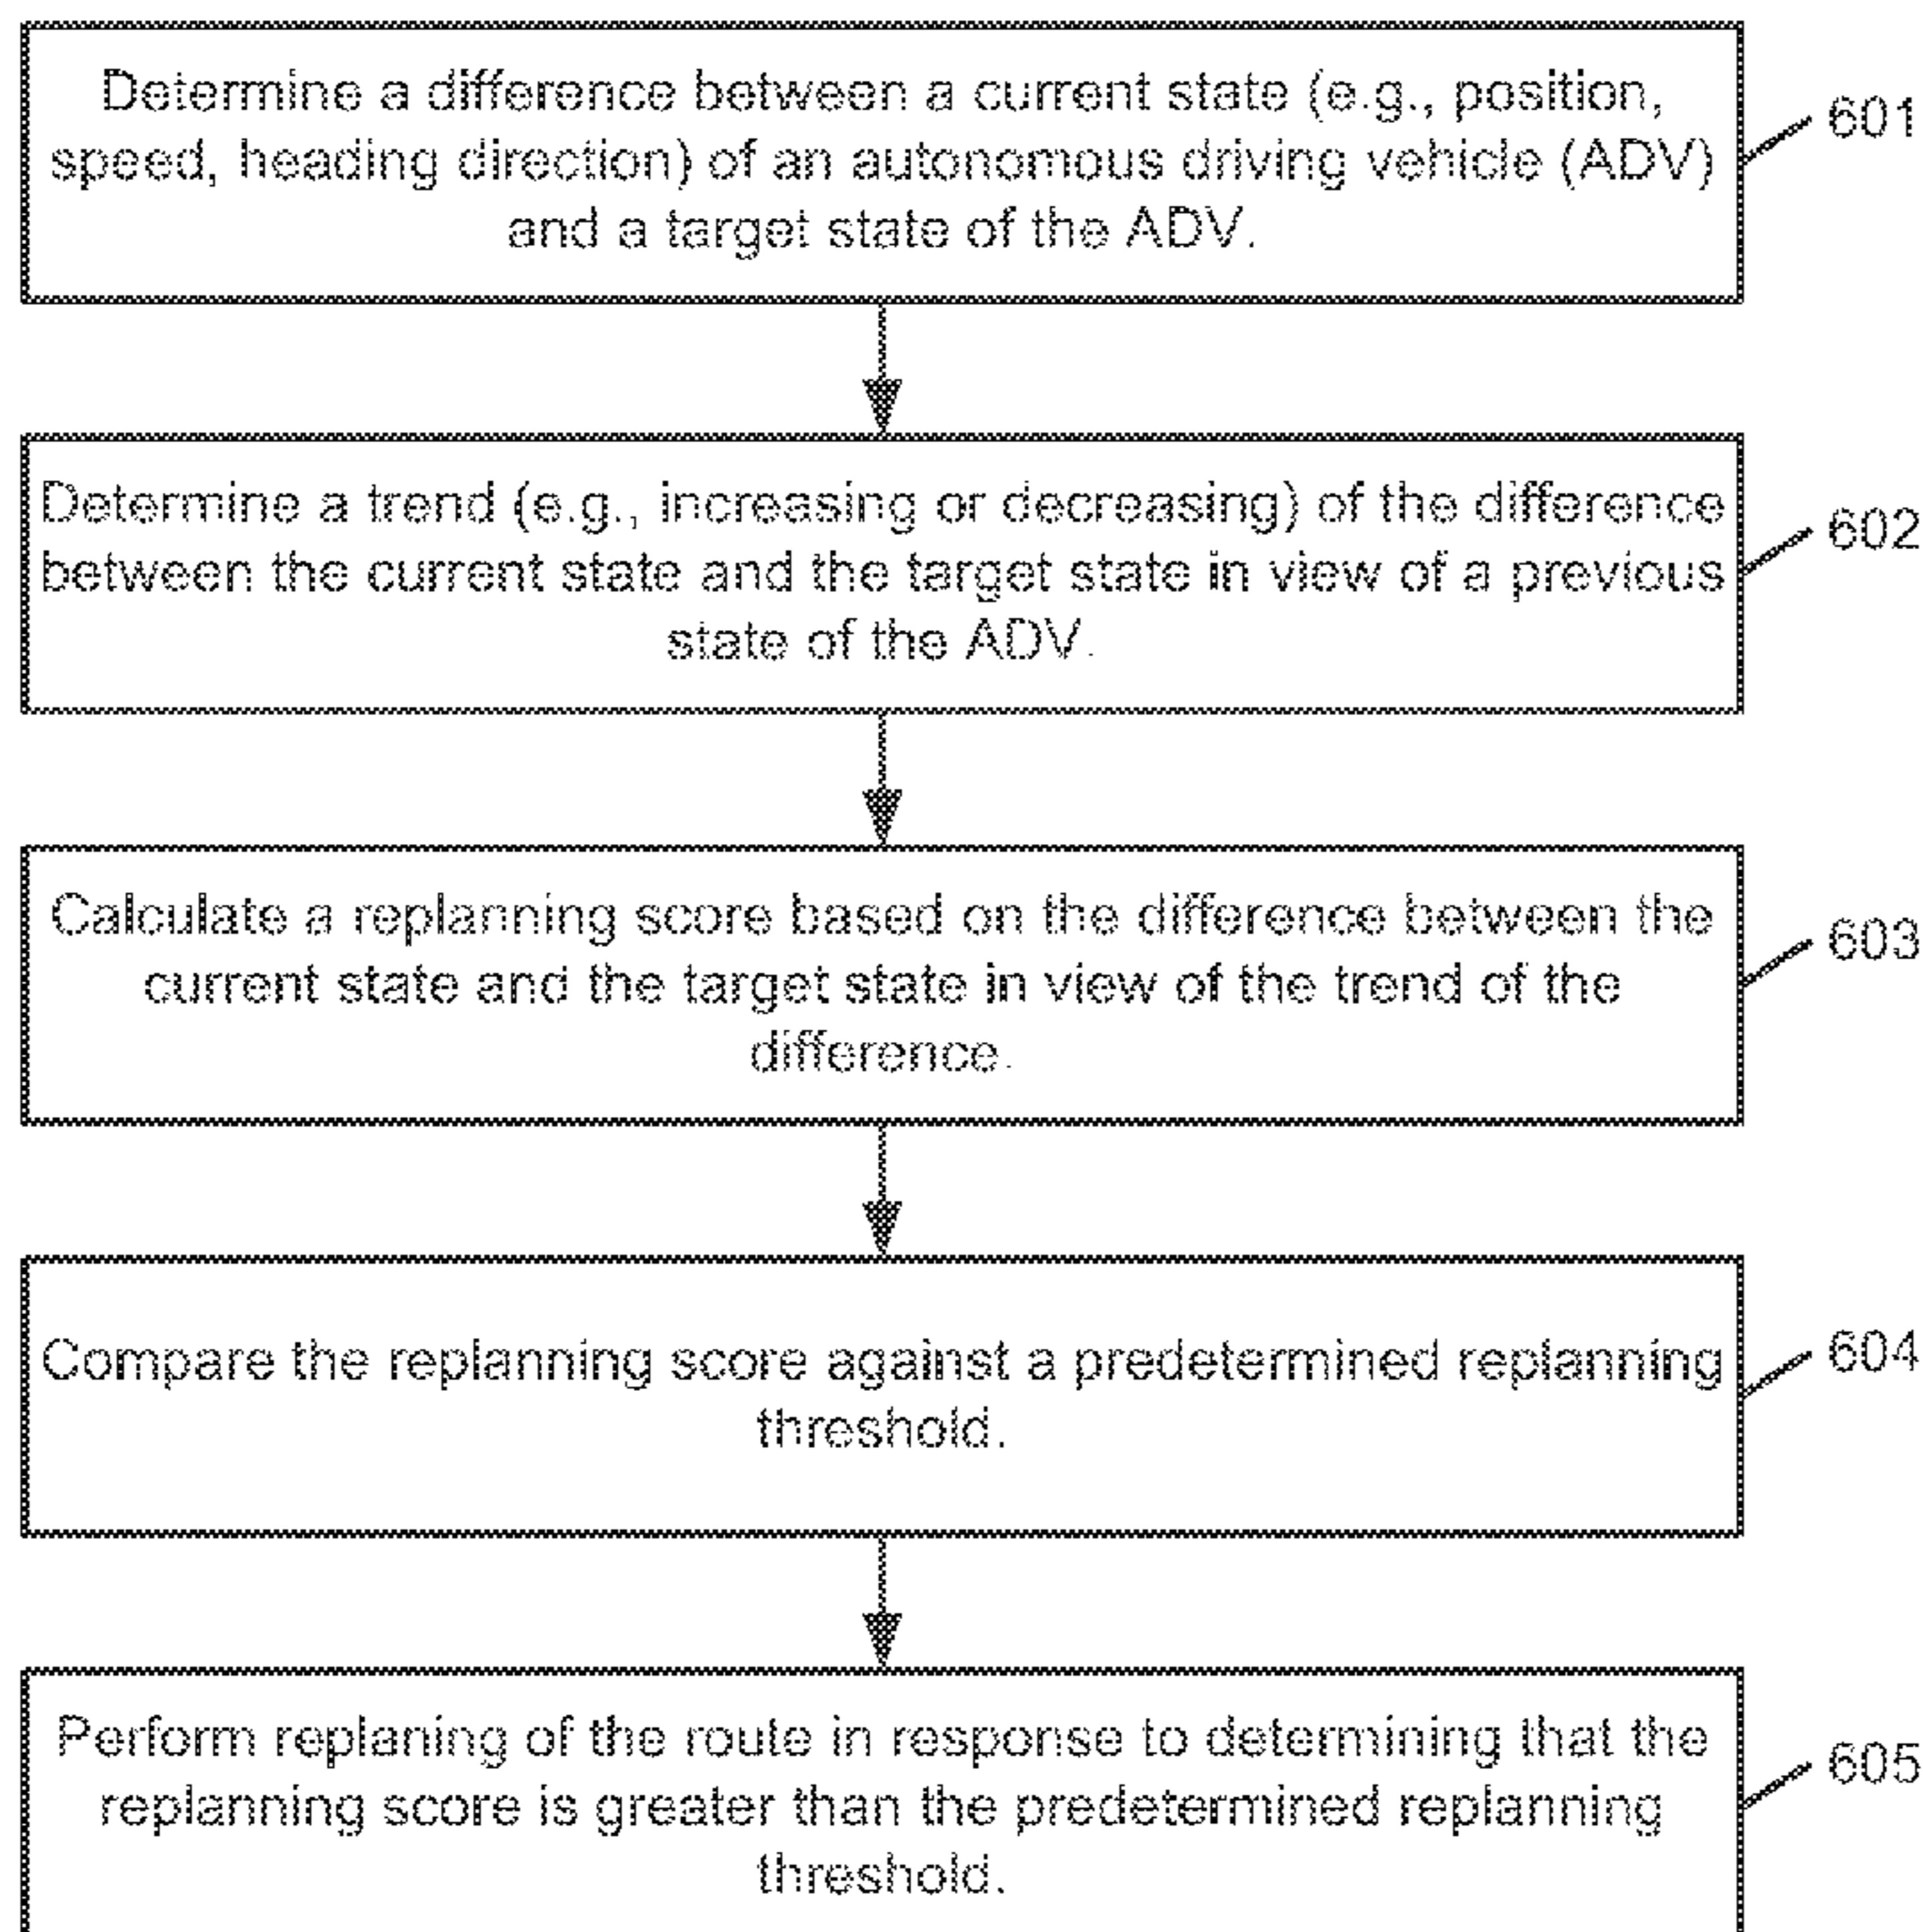 Determine a difference between a current state (e.g., position,
speed, heading direction) of an autonomous driving vehicle (ADV)
and a target state of the ADV.
601
Determine a trend (e.g., increasing or decreasing) of the difference
between the current state and the target state in view of a previous
state of the ADV.
602
Calculate a replanning score based on the difference between the
current state and the target state in view of the trend of the
difference.
603
Compare the replanning score against a predetermined replanning
threshold.
604
Perform replaning of the route in response to determining that the
replanning score is greater than the predetermined replanning
threshold.
605